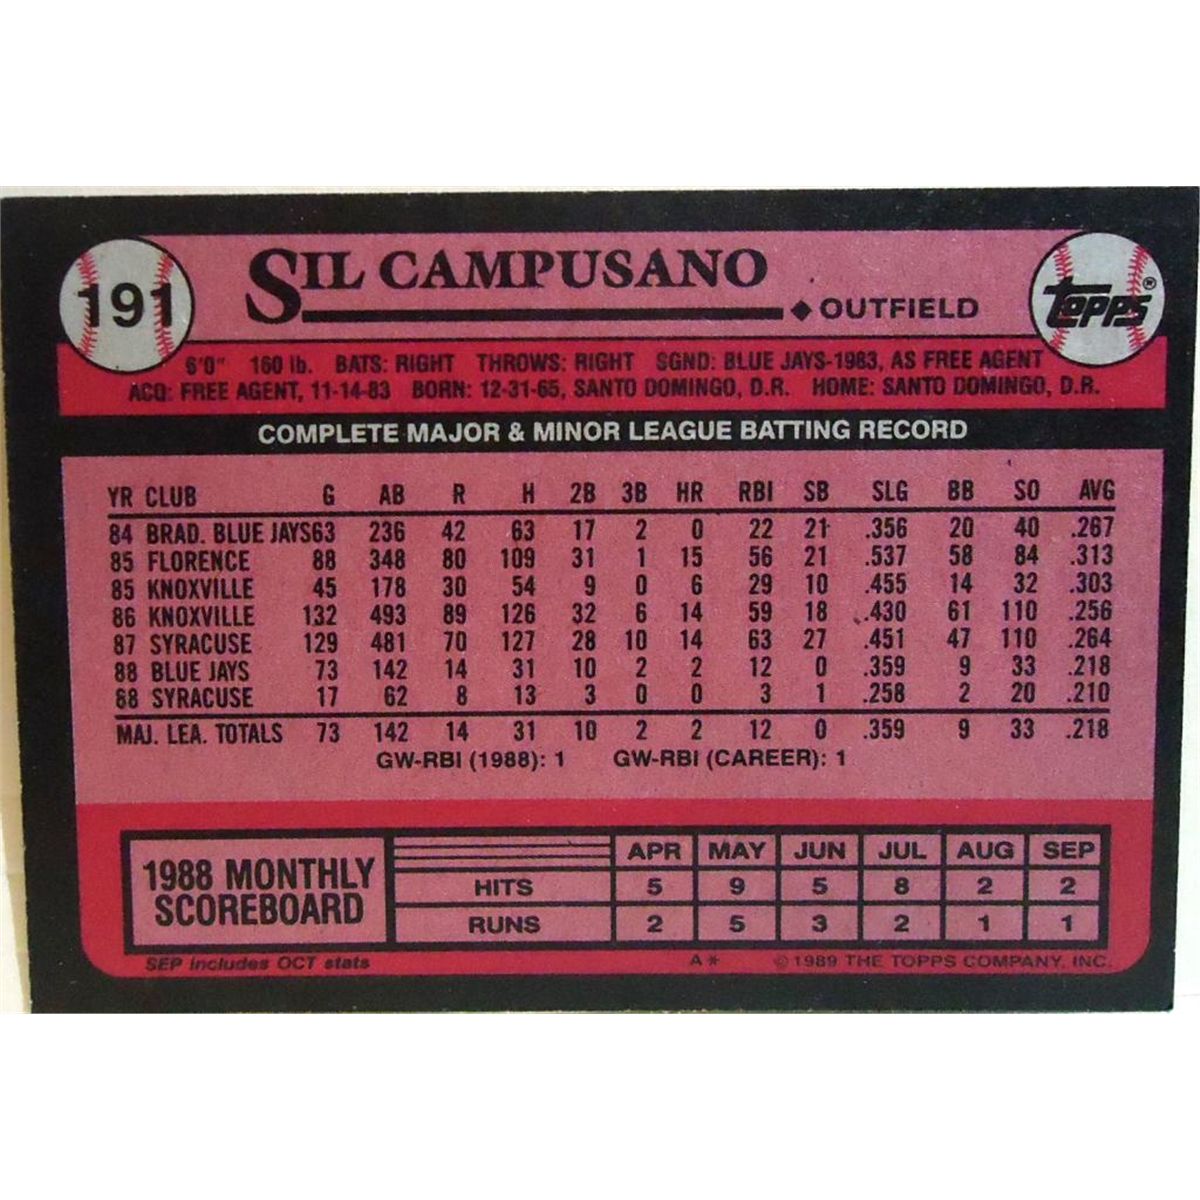 191
SIL CAMPUSANO
◆ OUTFIELD
TOPPS®
6'0" 160 lb. BATS: RIGHT THROWS: RIGHT SGND: BLUE JAYS-1983, AS FREE AGENT
ACQ: FREE AGENT, 11-14-83 BORN: 12-31-65, SANTO DOMINGO, D.R. HOME: SANTO DOMINGO, D.R.
COMPLETE MAJOR & MINOR LEAGUE BATTING RECORD
YR CLUB G AB R H 2B 3B HR RBI SB SLG BB SO AVG
84 BRAD. BLUE JAYS 63 236 42 63 17 2 0 22 21 .356 20 40 .267
85 FLORENCE 88 348 80 109 31 1 15 56 21 .537 58 84 .313
85 KNOXVILLE 45 178 30 54 9 0 6 29 10 .455 14 32 .303
86 KNOXVILLE 132 493 89 126 32 6 14 59 18 .430 61 110 .256
87 SYRACUSE 129 481 70 127 28 10 14 63 27 .451 47 110 .264
88 BLUE JAYS 73 142 14 31 10 2 2 12 0 .359 9 33 .218
88 SYRACUSE 17 62 8 13 3 0 0 3 1 .258 2 20 .210
MAJ. LEA. TOTALS 73 142 14 31 10 2 2 12 0 .359 9 33 .218
GW-RBI (1988): 1 GW-RBI (CAREER): 1
1988 MONTHLY
SCOREBOARD
APR MAY JUN JUL AUG SEP
HITS 5 9 5 8 2 2
RUNS 2 5 3 2 1 1
SEP includes OCT stats A* © 1989 THE TOPPS COMPANY, INC.